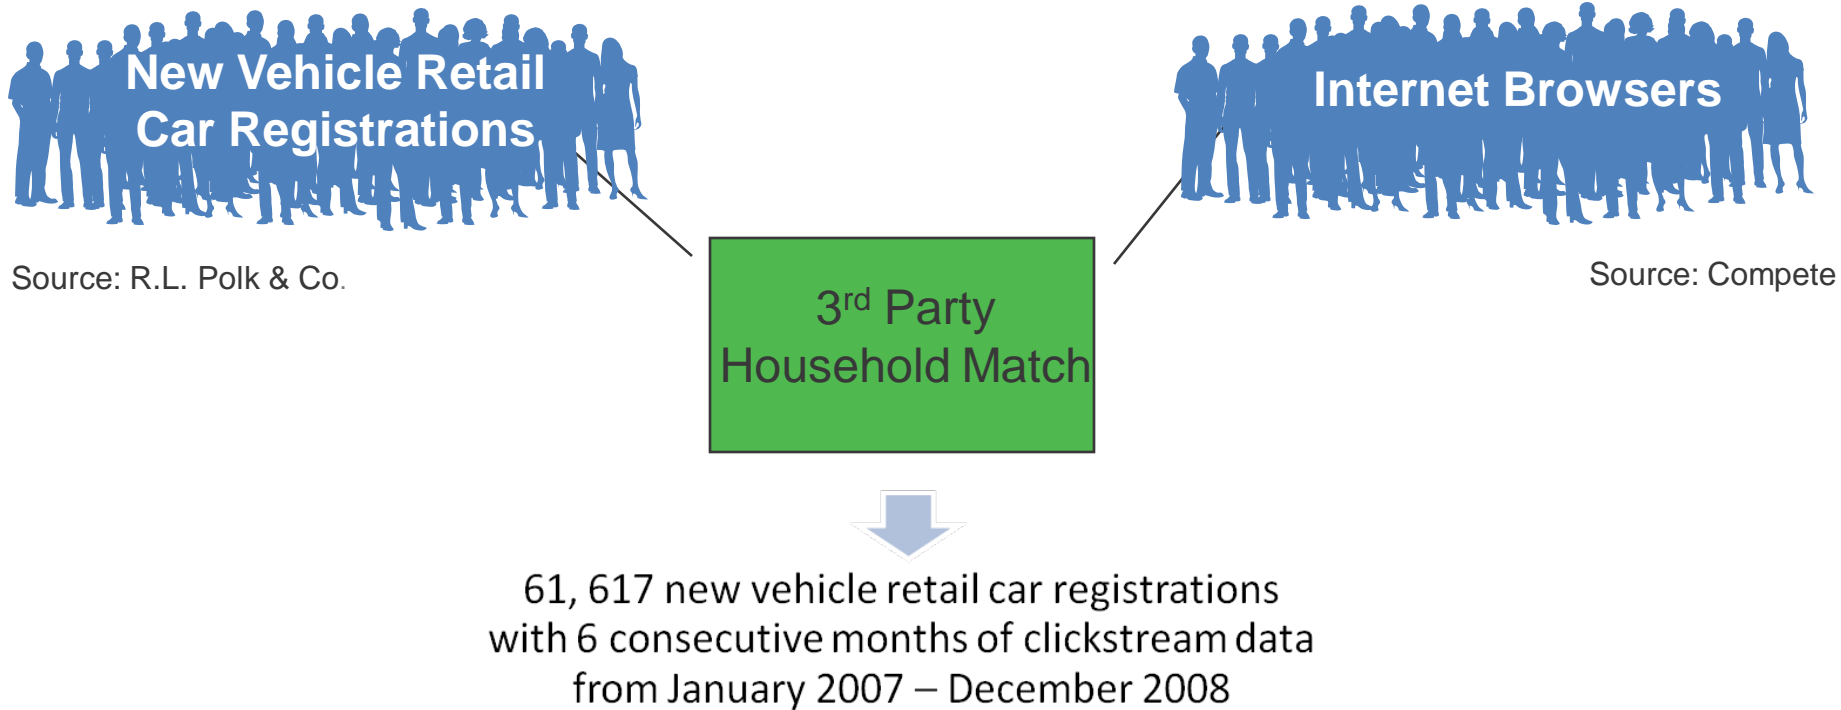 New Vehicle Retail
Car Registrations
Internet Browsers
Source: R.L. Polk & Co.
Source: Compete
3rd Party
Household Match
61, 617 new vehicle retail car registrations
with 6 consecutive months of clickstream data
from January 2007 – December 2008